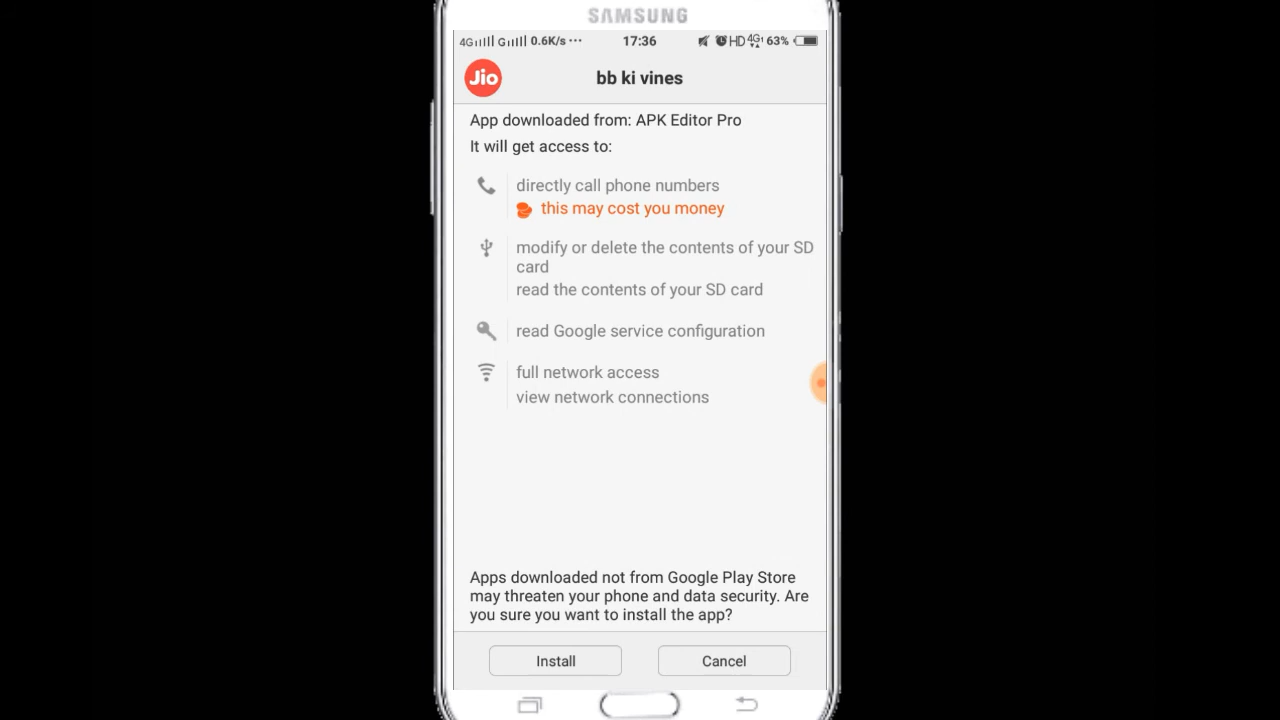 SAMSUNG
4G G 0.6K/s ··· 17:36 HD 4G 63%
Jio bb ki vines
App downloaded from: APK Editor Pro
It will get access to:
directly call phone numbers
this may cost you money
modify or delete the contents of your SD
card
read the contents of your SD card
read Google service configuration
full network access
view network connections
Apps downloaded not from Google Play Store
may threaten your phone and data security. Are
you sure you want to install the app?
Install Cancel